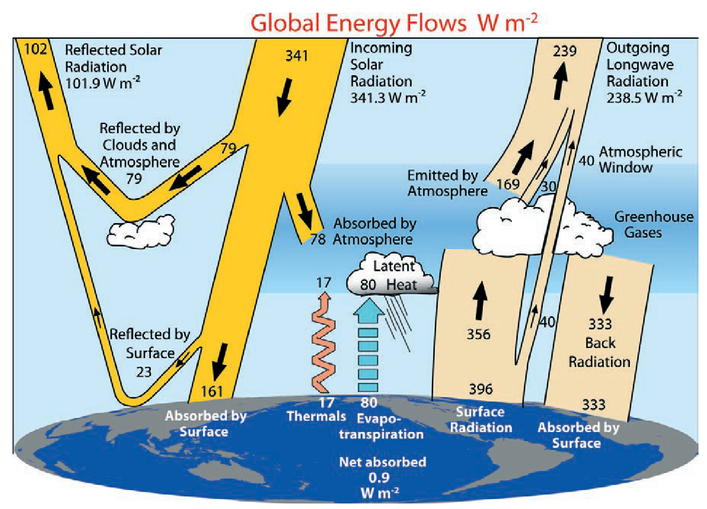 Global Energy Flows W m-2
102
Reflected Solar
Radiation
101.9 W m-2
341
Incoming
Solar
Radiation
341.3 W m-2
239
Outgoing
Longwave
Radiation
238.5 W m-2
Reflected by
Clouds and
Atmosphere
79
79
Emitted by
Atmosphere
169
30
40
Atmospheric
Window
Greenhouse
Gases
Absorbed by
78 Atmosphere
Latent
80 Heat
17
Reflected by
Surface
23
356
40
333
Back
Radiation
161
396
333
Absorbed by
Surface
17
Thermals
80
Evapo-
transpiration
Surface
Radiation
Absorbed by
Surface
Net absorbed
0.9
W m-2